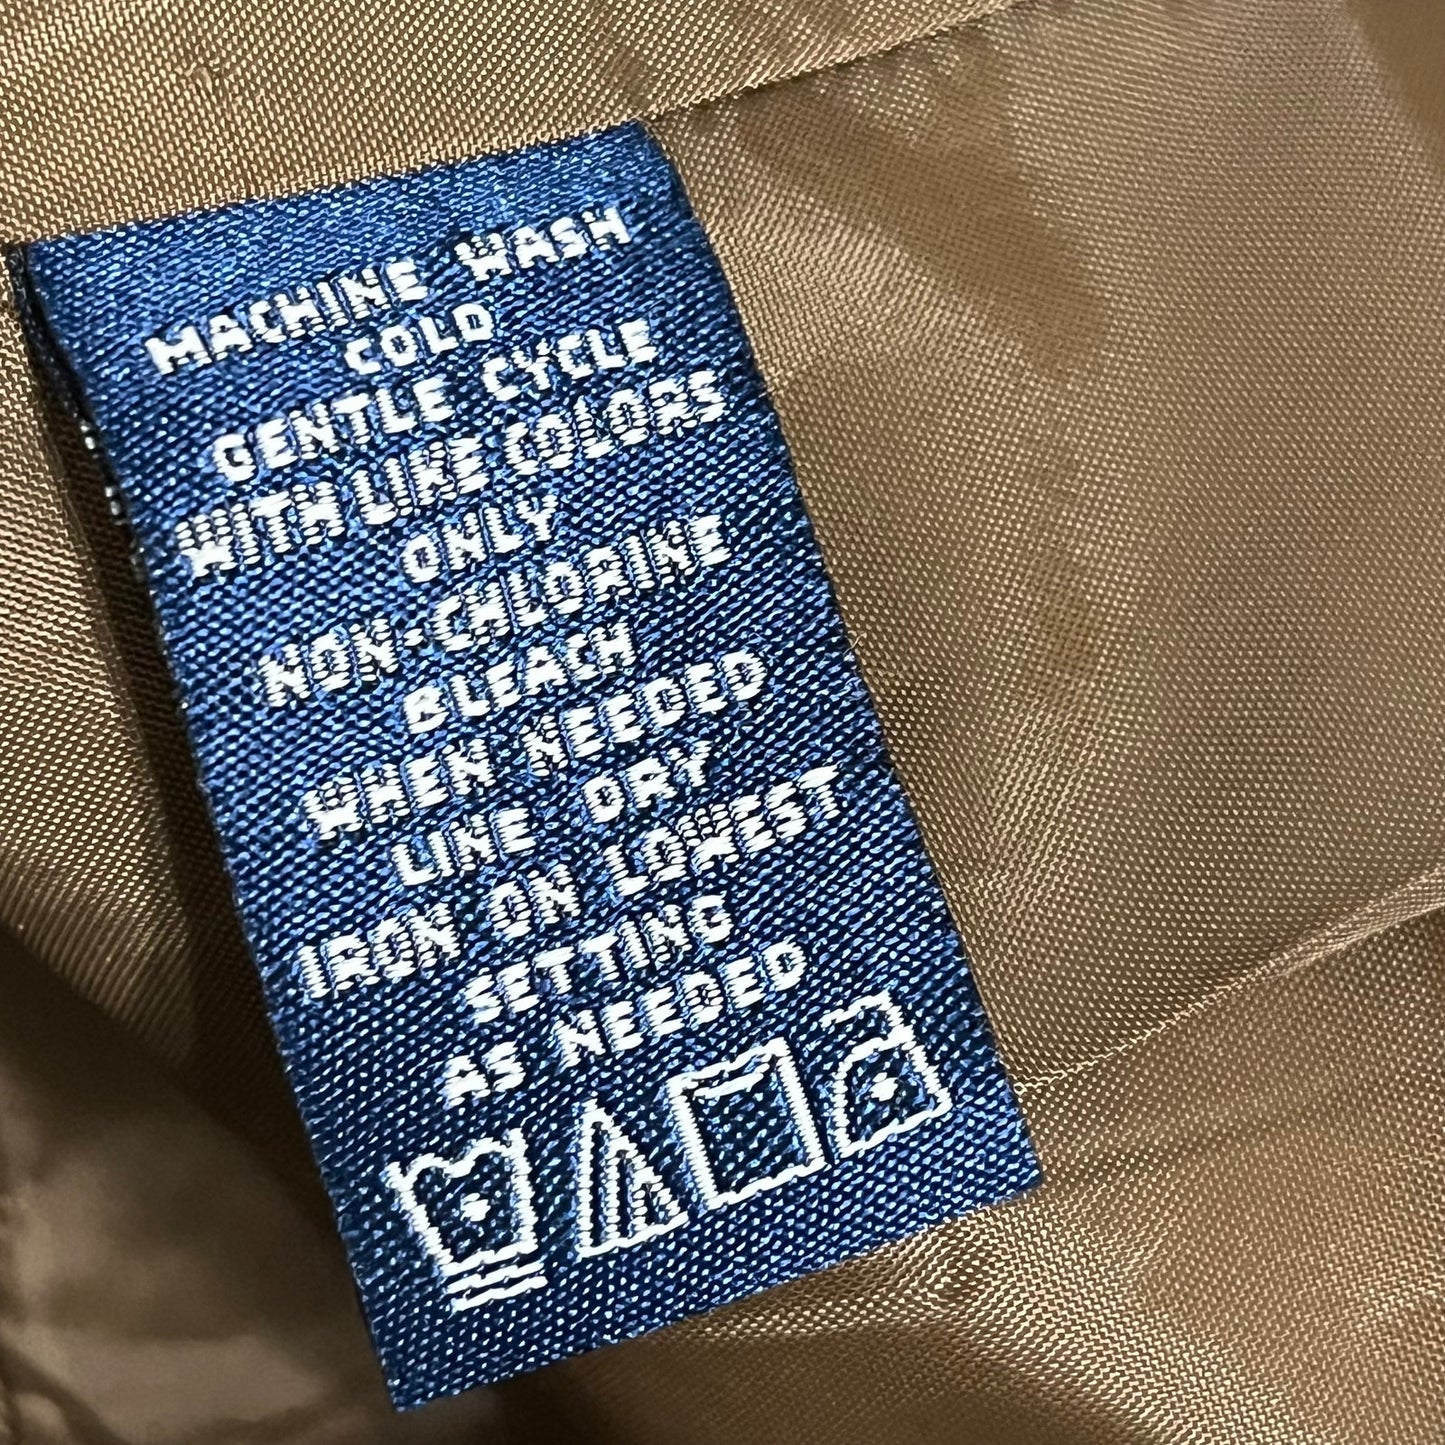 MACHINE WASH
COLD
GENTLE CYCLE
WITH LIKE COLORS
ONLY
NON-CHLORINE
BLEACH
WHEN NEEDED
LINE DRY
IRON ON LOWEST
SETTING
AS NEEDED